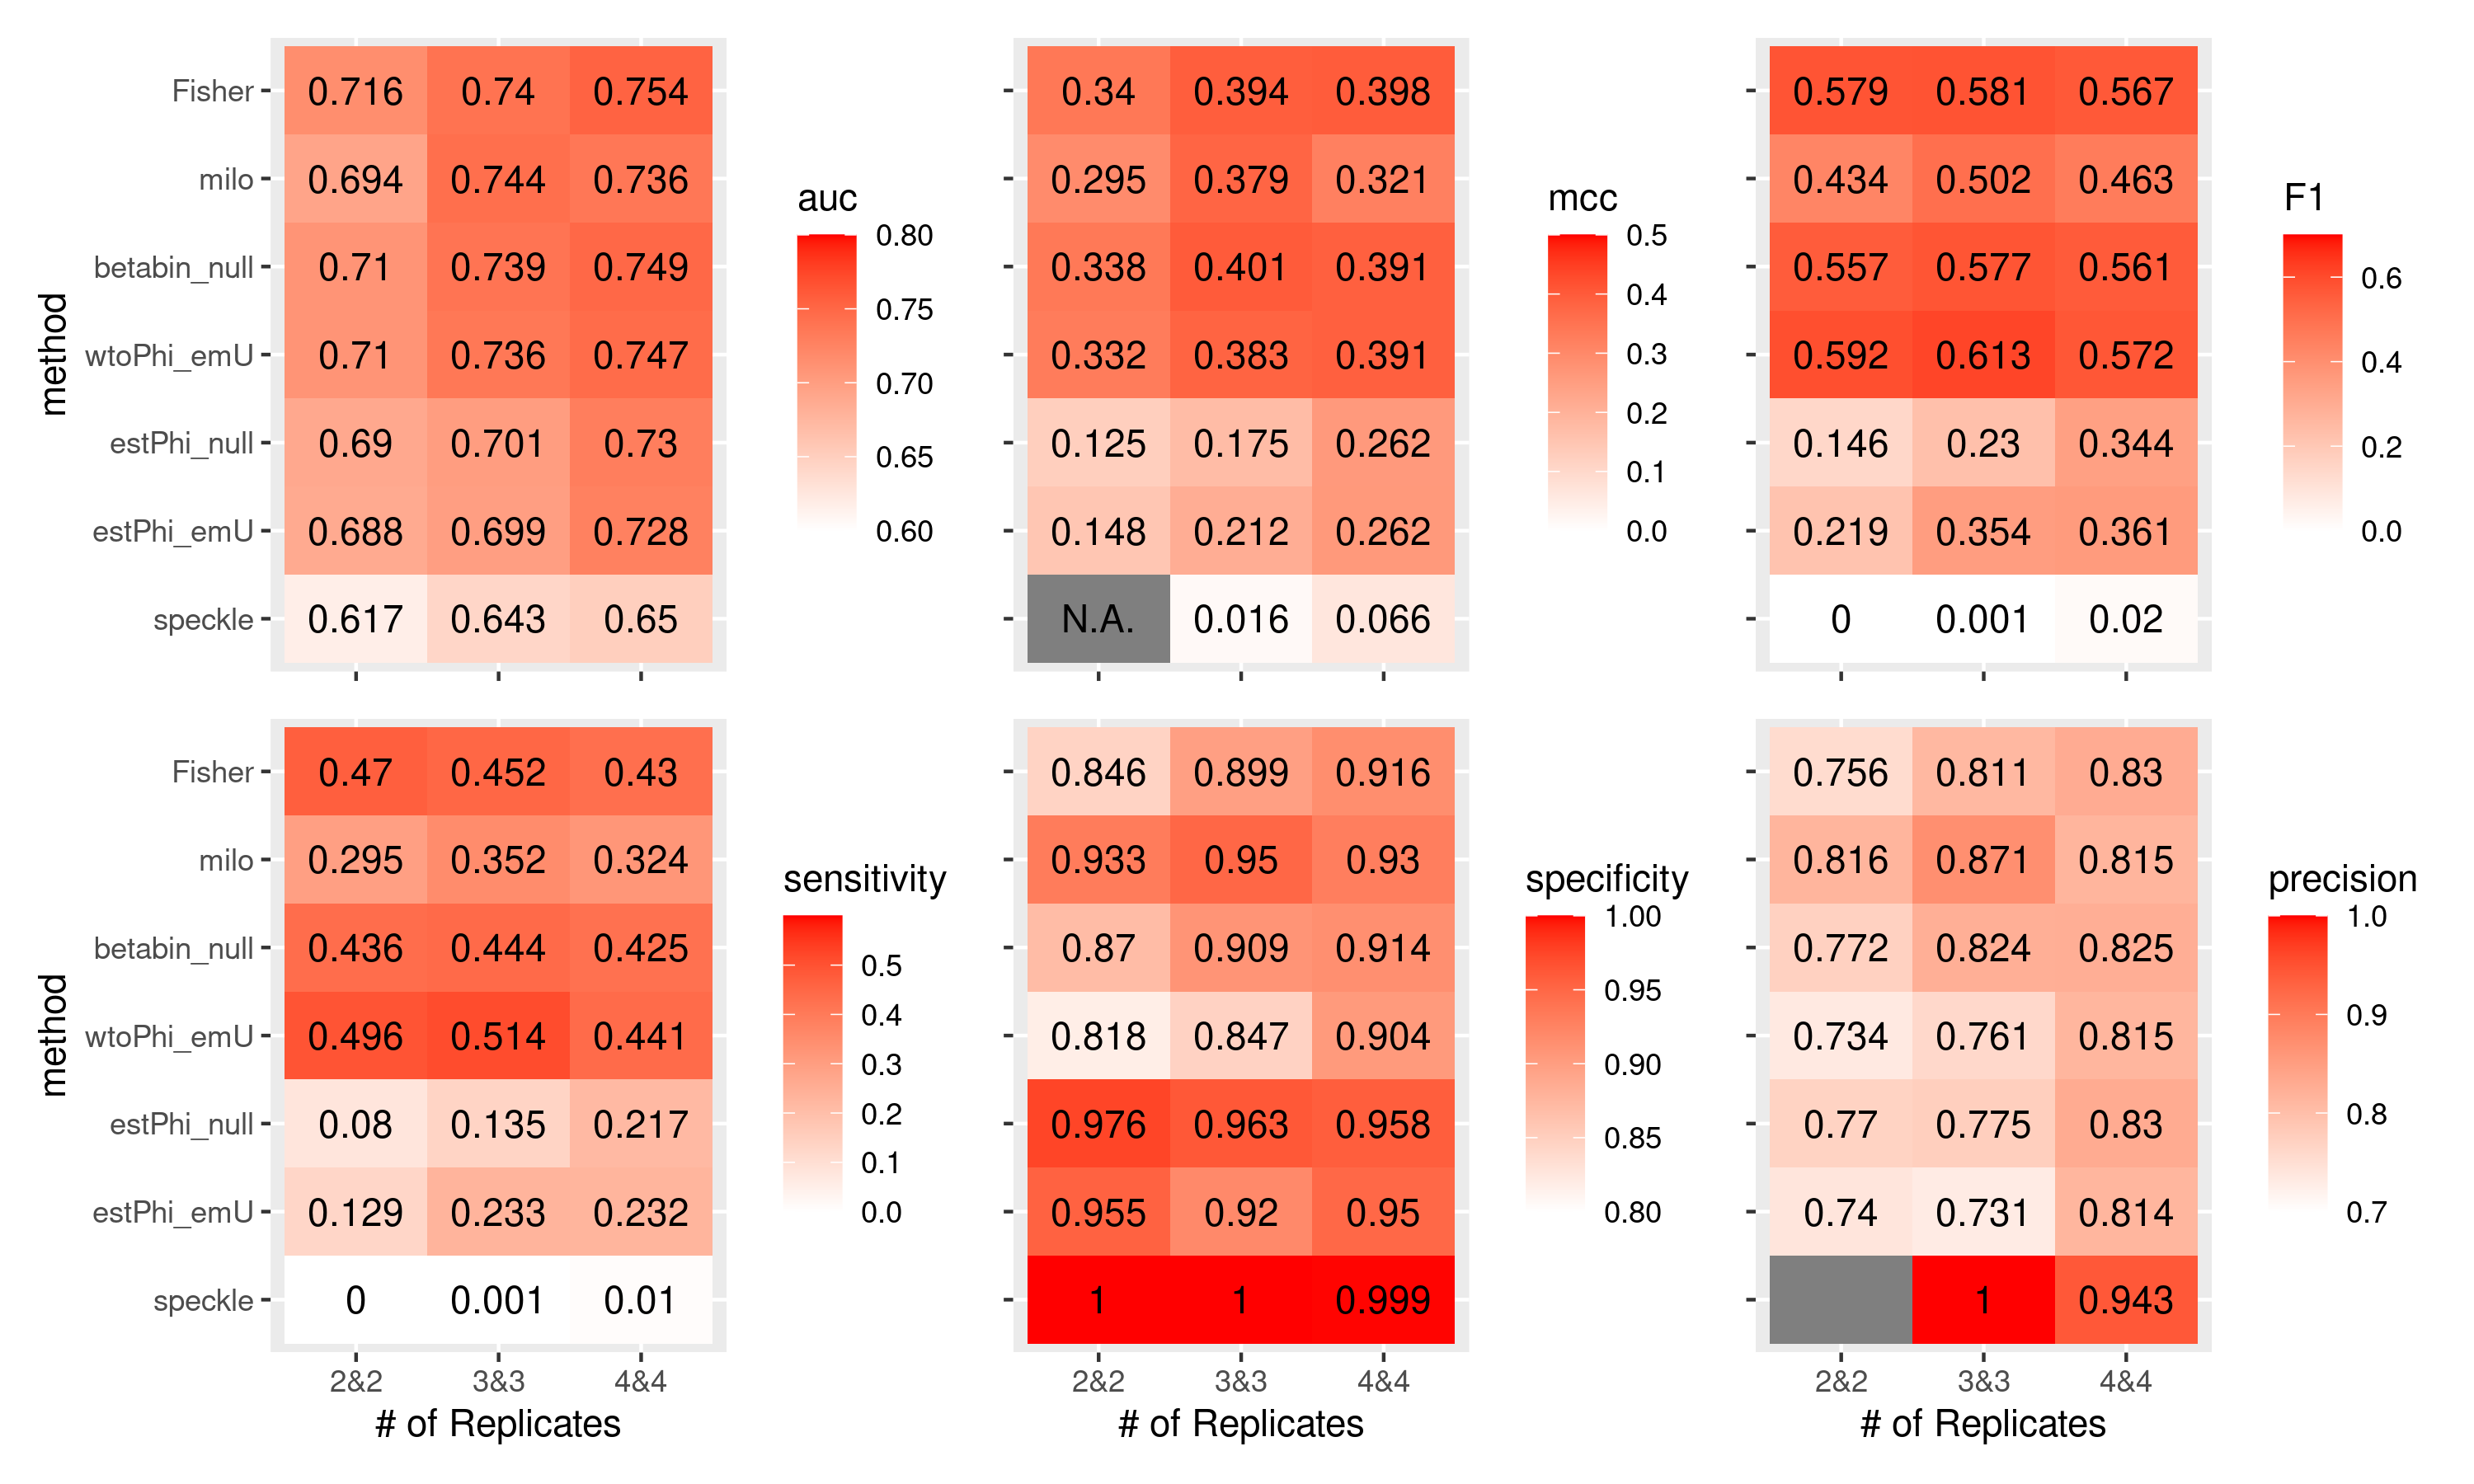 Fisher 0.716 0.74 0.754
milo 0.694 0.744 0.736
betabin_null 0.71 0.739 0.749
wtoPhi_emU 0.71 0.736 0.747
estPhi_null 0.69 0.701 0.73
estPhi_emU 0.688 0.699 0.728
speckle 0.617 0.643 0.65
method
auc
0.80
0.75
0.70
0.65
0.60
0.34 0.394 0.398
0.295 0.379 0.321
0.338 0.401 0.391
0.332 0.383 0.391
0.125 0.175 0.262
0.148 0.212 0.262
N.A. 0.016 0.066
mcc
0.5
0.4
0.3
0.2
0.1
0.0
0.579 0.581 0.567
0.434 0.502 0.463
0.557 0.577 0.561
0.592 0.613 0.572
0.146 0.23 0.344
0.219 0.354 0.361
0 0.001 0.02
F1
0.6
0.4
0.2
0.0
Fisher 0.47 0.452 0.43
milo 0.295 0.352 0.324
betabin_null 0.436 0.444 0.425
wtoPhi_emU 0.496 0.514 0.441
estPhi_null 0.08 0.135 0.217
estPhi_emU 0.129 0.233 0.232
speckle 0 0.001 0.01
method
2&2 3&3 4&4
# of Replicates
sensitivity
0.5
0.4
0.3
0.2
0.1
0.0
0.846 0.899 0.916
0.933 0.95 0.93
0.87 0.909 0.914
0.818 0.847 0.904
0.976 0.963 0.958
0.955 0.92 0.95
1 1 0.999
2&2 3&3 4&4
# of Replicates
specificity
1.00
0.95
0.90
0.85
0.80
0.756 0.811 0.83
0.816 0.871 0.815
0.772 0.824 0.825
0.734 0.761 0.815
0.77 0.775 0.83
0.74 0.731 0.814
1 0.943
2&2 3&3 4&4
# of Replicates
precision
1.0
0.9
0.8
0.7